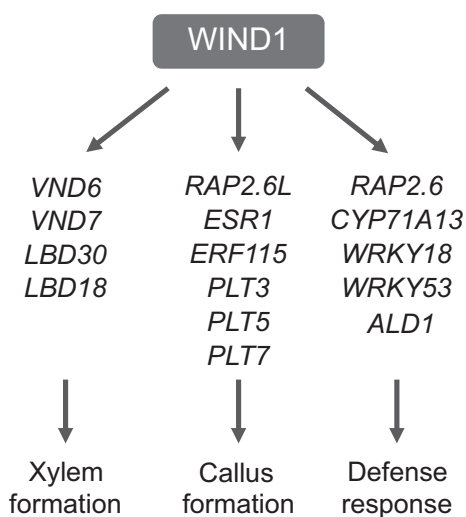 WIND1
VND6
VND7
LBD30
LBD18
RAP2.6L
ESR1
ERF115
PLT3
PLT5
PLT7
RAP2.6
CYP71A13
WRKY18
WRKY53
ALD1
Xylem
formation
Callus
formation
Defense
response